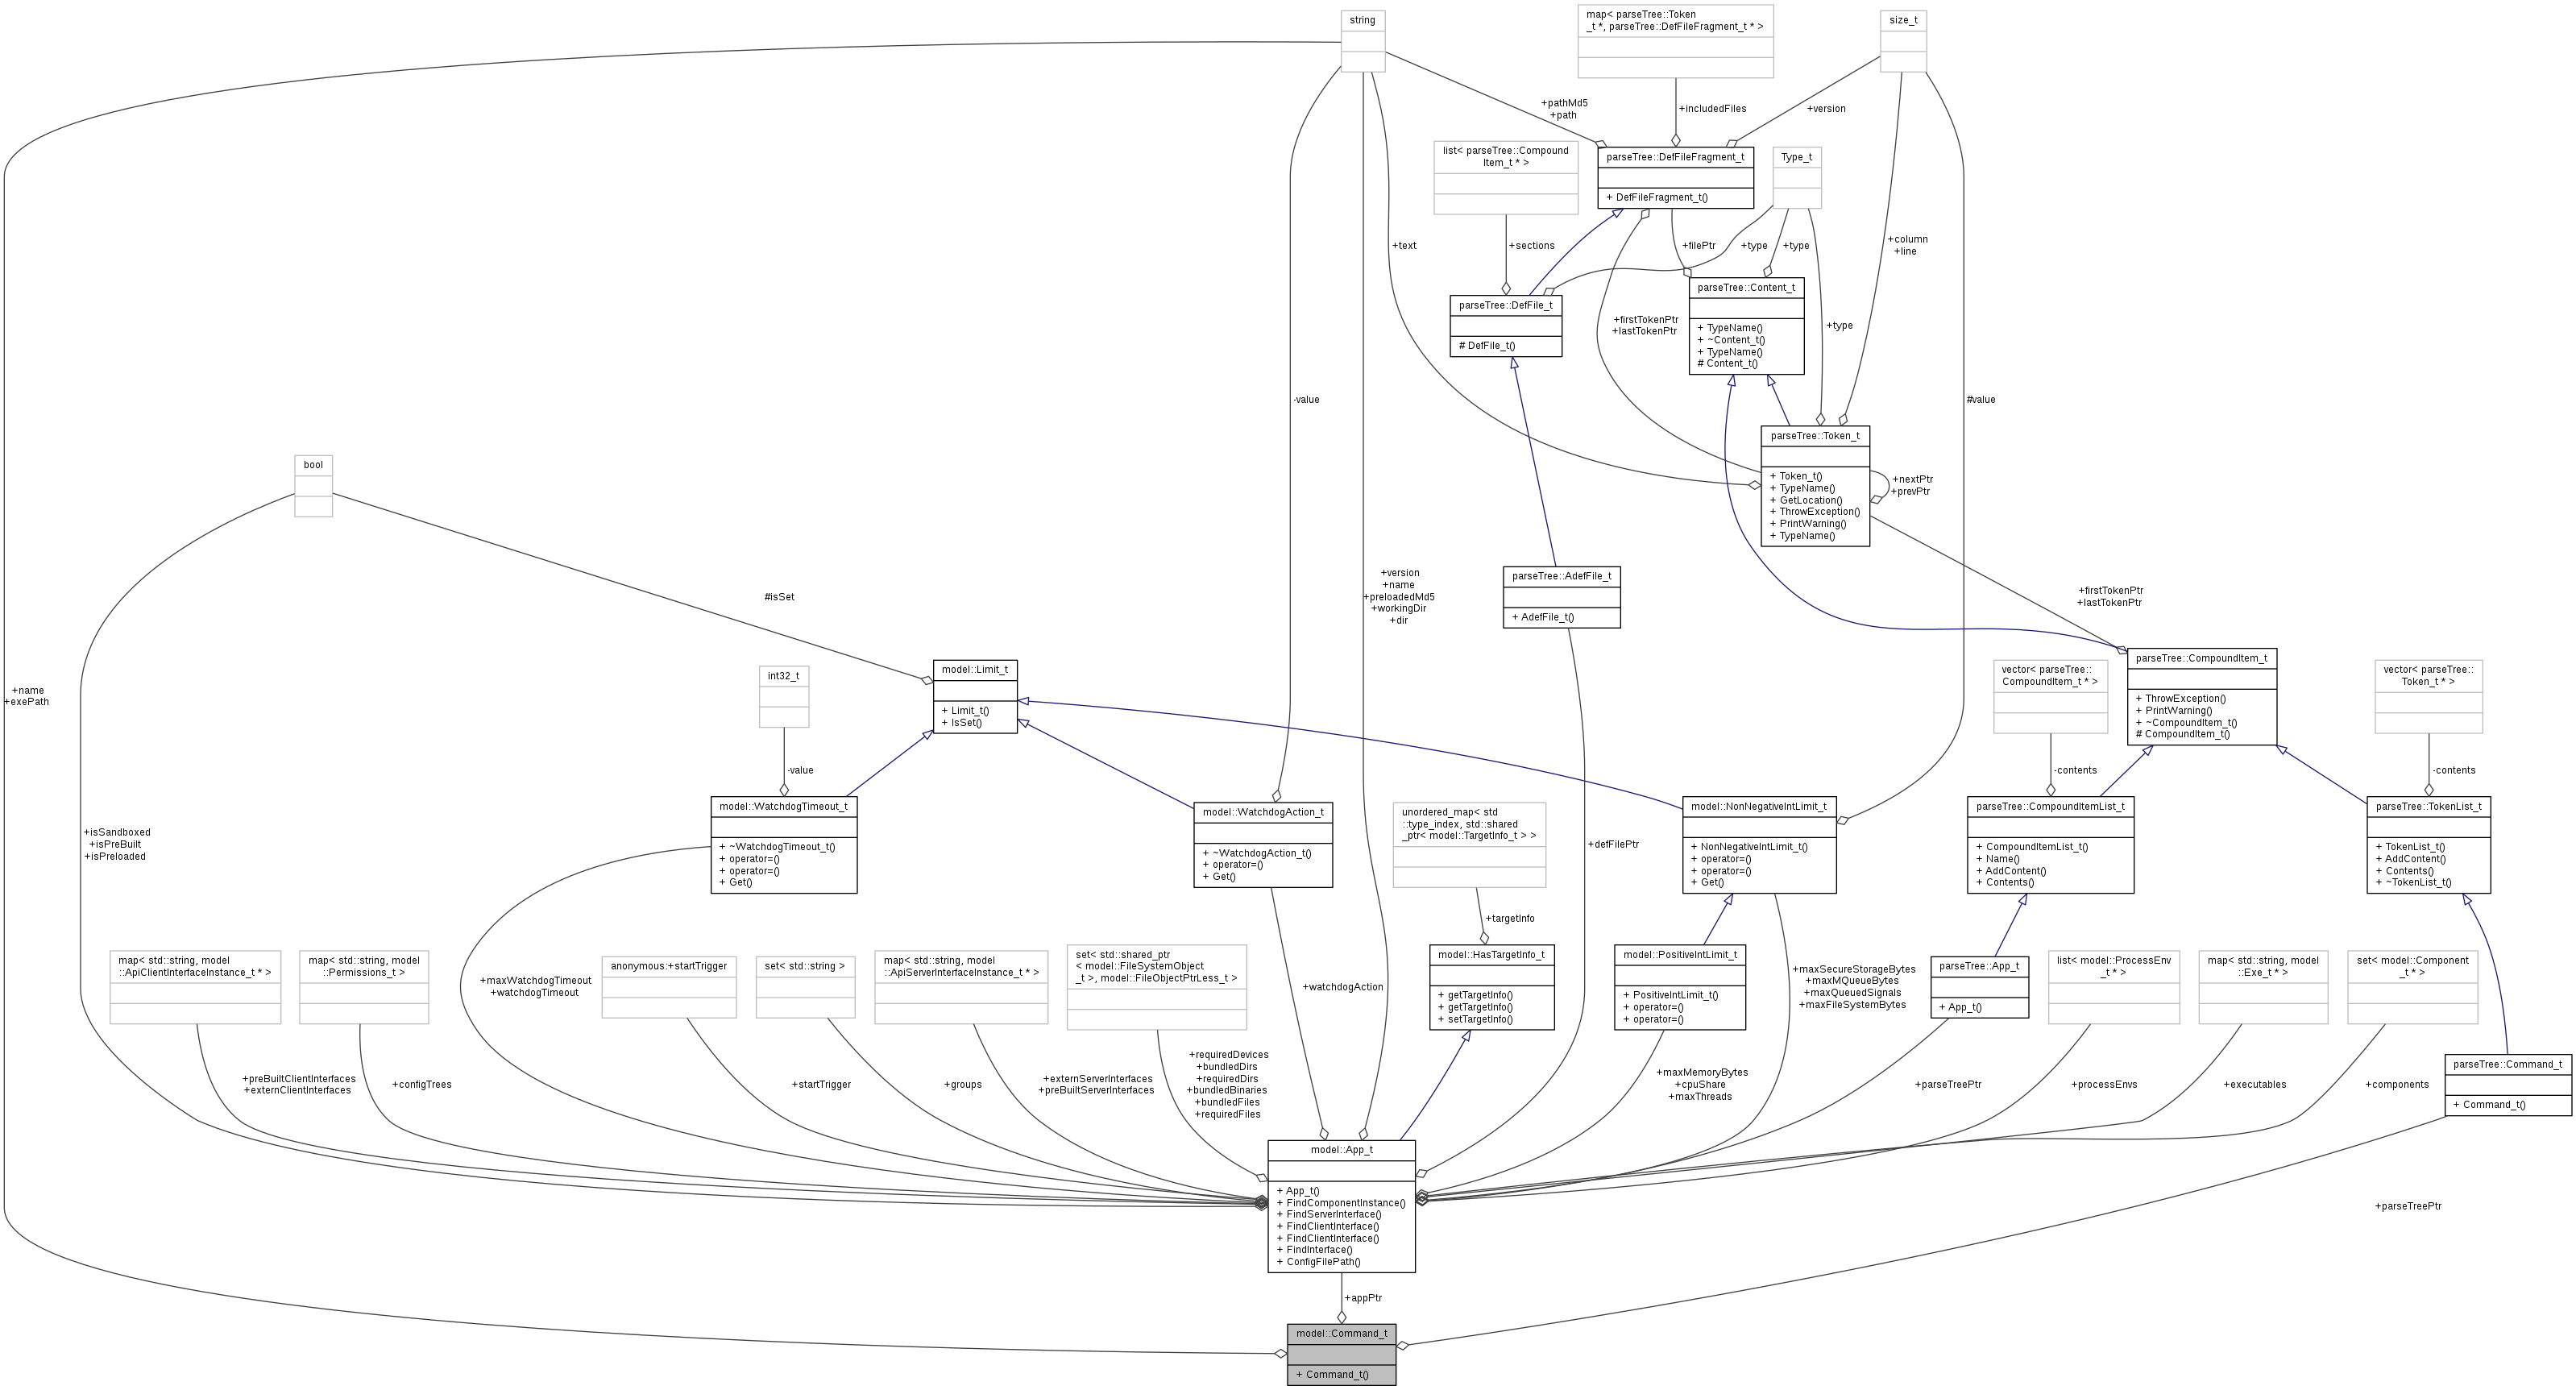 string
map< parseTree::Token
_t *, parseTree::DefFileFragment_t * >
size_t
+pathMd5
+path
+includedFiles
+version
list< parseTree::Compound
Item_t * >
parseTree::DefFileFragment_t
+ DefFileFragment_t()
Type_t
+text
+sections
+filePtr
+type
+type
+column
+line
parseTree::DefFile_t
# DefFile_t()
+firstTokenPtr
+lastTokenPtr
parseTree::Content_t
+ TypeName()
+ ~Content_t()
+ TypeName()
# Content_t()
+type
-value
#value
parseTree::Token_t
+ Token_t()
+ TypeName()
+ GetLocation()
+ ThrowException()
+ PrintWarning()
+ TypeName()
+nextPtr
+prevPtr
bool
#isSet
+version
+name
+preloadedMd5
+workingDir
+dir
parseTree::AdefFile_t
+ AdefFile_t()
+firstTokenPtr
+lastTokenPtr
+name
+exePath
int32_t
model::Limit_t
+ Limit_t()
+ IsSet()
vector< parseTree::
CompoundItem_t * >
parseTree::CompoundItem_t
+ ThrowException()
+ PrintWarning()
+ ~CompoundItem_t()
# CompoundItem_t()
vector< parseTree::
Token_t * >
-value
-contents
-contents
+isSandboxed
+isPreBuilt
+isPreloaded
model::WatchdogTimeout_t
+ ~WatchdogTimeout_t()
+ operator=()
+ operator=()
+ Get()
model::WatchdogAction_t
+ ~WatchdogAction_t()
+ operator=()
+ Get()
unordered_map< std
::type_index, std::shared
_ptr< model::TargetInfo_t > >
+defFilePtr
model::NonNegativeIntLimit_t
+ NonNegativeIntLimit_t()
+ operator=()
+ operator=()
+ Get()
parseTree::CompoundItemList_t
+ CompoundItemList_t()
+ Name()
+ AddContent()
+ Contents()
parseTree::TokenList_t
+ TokenList_t()
+ AddContent()
+ Contents()
+ ~TokenList_t()
+targetInfo
map< std::string, model
::ApiClientInterfaceInstance_t * >
map< std::string, model
::Permissions_t >
+maxWatchdogTimeout
+watchdogTimeout
anonymous:+startTrigger
set< std::string >
map< std::string, model
::ApiServerInterfaceInstance_t * >
set< std::shared_ptr
< model::FileSystemObject
_t >, model::FileObjectPtrLess_t >
+watchdogAction
model::HasTargetInfo_t
+ getTargetInfo()
+ getTargetInfo()
+ setTargetInfo()
model::PositiveIntLimit_t
+ PositiveIntLimit_t()
+ operator=()
+ operator=()
+maxSecureStorageBytes
+maxMQueueBytes
+maxQueuedSignals
+maxFileSystemBytes
parseTree::App_t
+ App_t()
list< model::ProcessEnv
_t * >
map< std::string, model
::Exe_t * >
set< model::Component
_t * >
parseTree::Command_t
+ Command_t()
+preBuiltClientInterfaces
+externClientInterfaces
+configTrees
+startTrigger
+groups
+externServerInterfaces
+preBuiltServerInterfaces
+requiredDevices
+bundledDirs
+requiredDirs
+bundledBinaries
+bundledFiles
+requiredFiles
+maxMemoryBytes
+cpuShare
+maxThreads
+parseTreePtr
+processEnvs
+executables
+components
model::App_t
+ App_t()
+ FindComponentInstance()
+ FindServerInterface()
+ FindClientInterface()
+ FindClientInterface()
+ FindInterface()
+ ConfigFilePath()
+parseTreePtr
+appPtr
model::Command_t
+ Command_t()